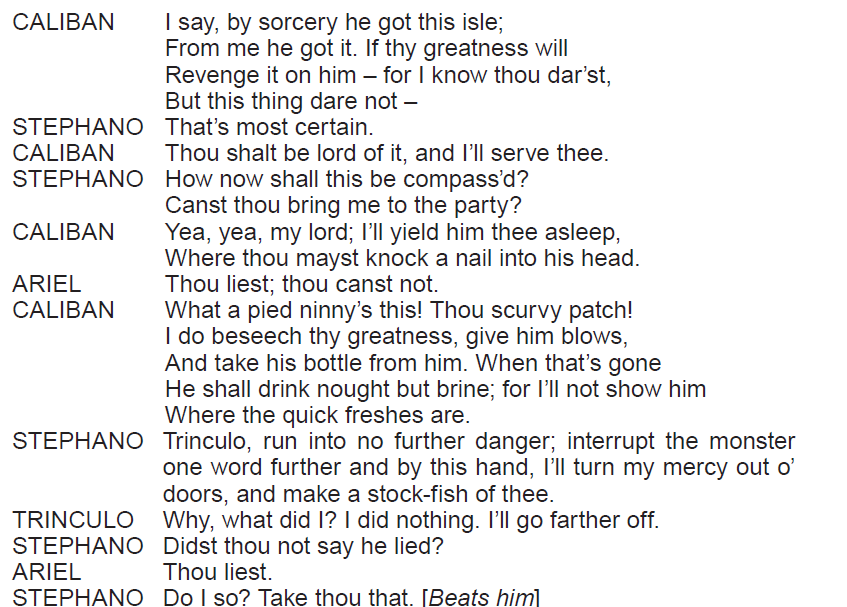 CALIBAN I say, by sorcery he got this isle;
From me he got it. If thy greatness will
Revenge it on him – for I know thou dar’st,
But this thing dare not –
STEPHANO That’s most certain.
CALIBAN Thou shalt be lord of it, and I’ll serve thee.
STEPHANO How now shall this be compass’d?
Canst thou bring me to the party?
CALIBAN Yea, yea, my lord; I’ll yield him thee asleep,
Where thou mayst knock a nail into his head.
ARIEL Thou liest; thou canst not.
CALIBAN What a pied ninny’s this! Thou scurvy patch!
I do beseech thy greatness, give him blows,
And take his bottle from him. When that’s gone
He shall drink nought but brine; for I’ll not show him
Where the quick freshes are.
STEPHANO Trinculo, run into no further danger; interrupt the monster
one word further and by this hand, I’ll turn my mercy out o’
doors, and make a stock-fish of thee.
TRINCULO Why, what did I? I did nothing. I’ll go farther off.
STEPHANO Didst thou not say he lied?
ARIEL Thou liest.
STEPHANO Do I so? Take thou that. [Beats him]